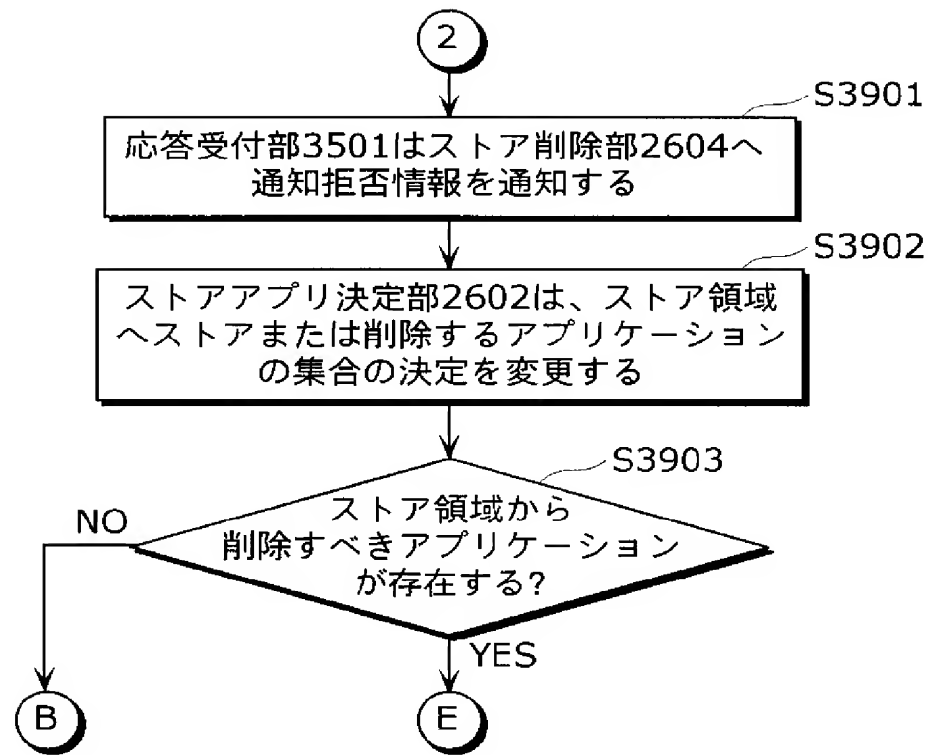 2
S3901
応答受付部3501はストア削除部2604へ
通知拒否情報を通知する
S3902
ストアアプリ決定部2602は、ストア領域
へストアまたは削除するアプリケーション
の集合の決定を変更する
S3903
ストア領域から
削除すべきアプリケーション
が存在する?
NO
YES
B
E